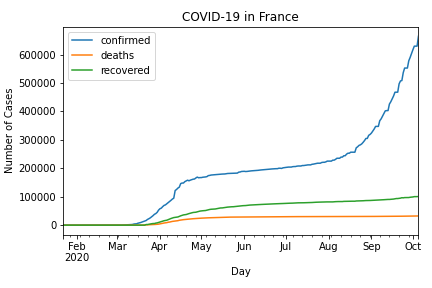 COVID-19 in France
confirmed
deaths
recovered
Number of Cases
600000
500000
400000
300000
200000
100000
0
Feb Mar Apr May Jun Jul Aug Sep Oct
2020
Day